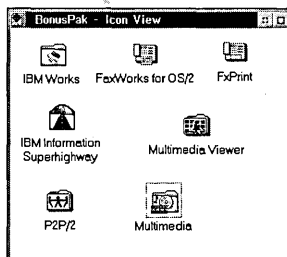 BonusPak - Icon View
IBM Works
FaxWorks for OS/2
FxPrint
IBM Information
Superhighway
Multimedia Viewer
P2P/2
Multimedia